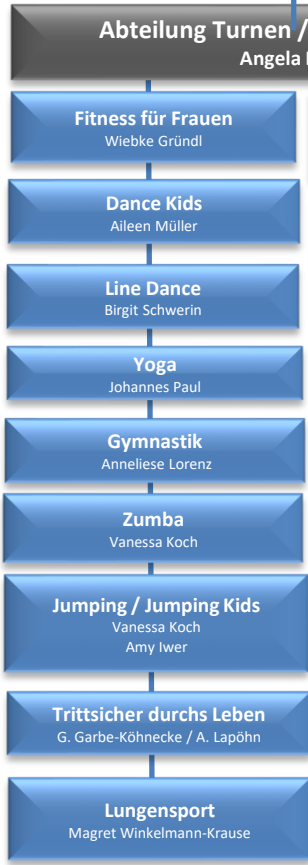 Abteilung Turnen /
Angela
Fitness für Frauen
Wiebke Gründl
Dance Kids
Aileen Müller
Line Dance
Birgit Schwerin
Yoga
Johannes Paul
Gymnastik
Anneliese Lorenz
Zumba
Vanessa Koch
Jumping / Jumping Kids
Vanessa Koch
Amy Iwer
Trittsicher durchs Leben
G. Garbe-Köhnecke / A. Lapöhn
Lungensport
Magret Winkelmann-Krause